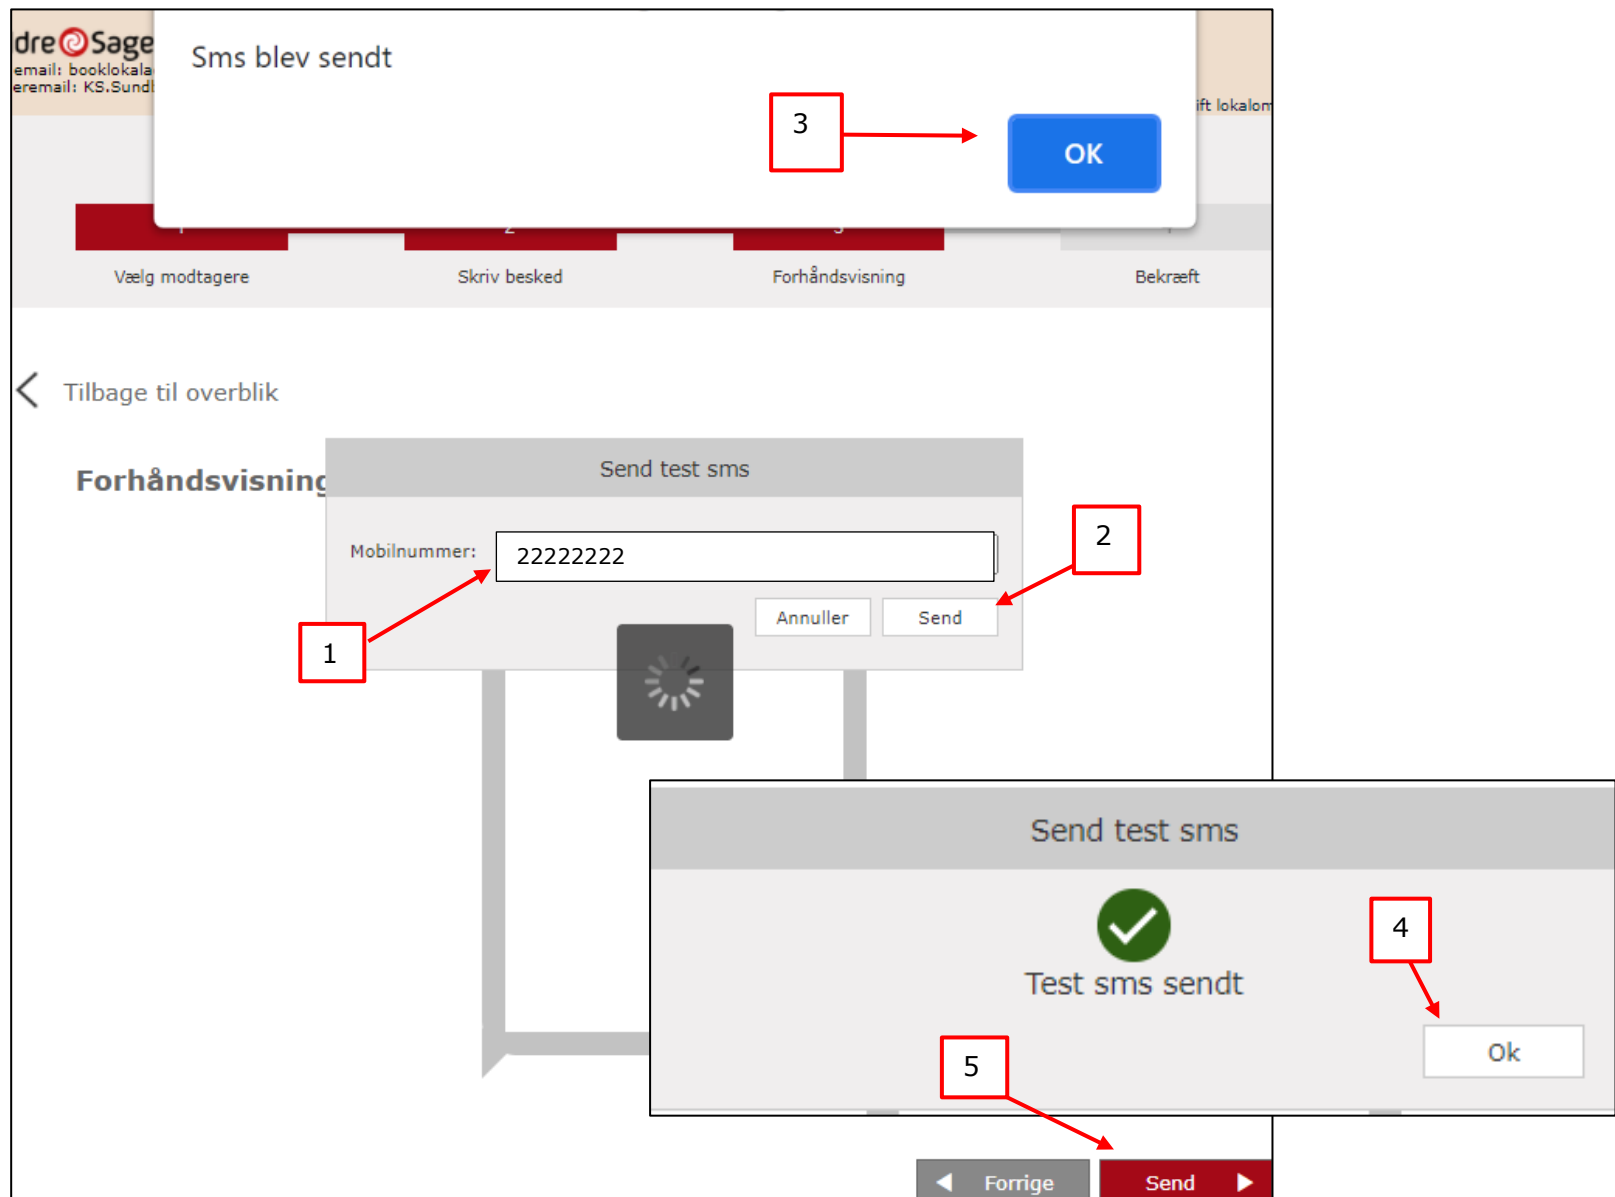 dre Sage
email: booklokala
eremail: KS.Sund
Sms blev sendt
3
OK
ift lokalom
Vælg modtagere
Skriv besked
Forhåndsvisning
Bekræft
Tilbage til overblik
Forhåndsvisning
Send test sms
2
Mobilnummer:
22222222
Annuller
Send
1
Send test sms
4
Test sms sendt
Ok
5
Forrige
Send